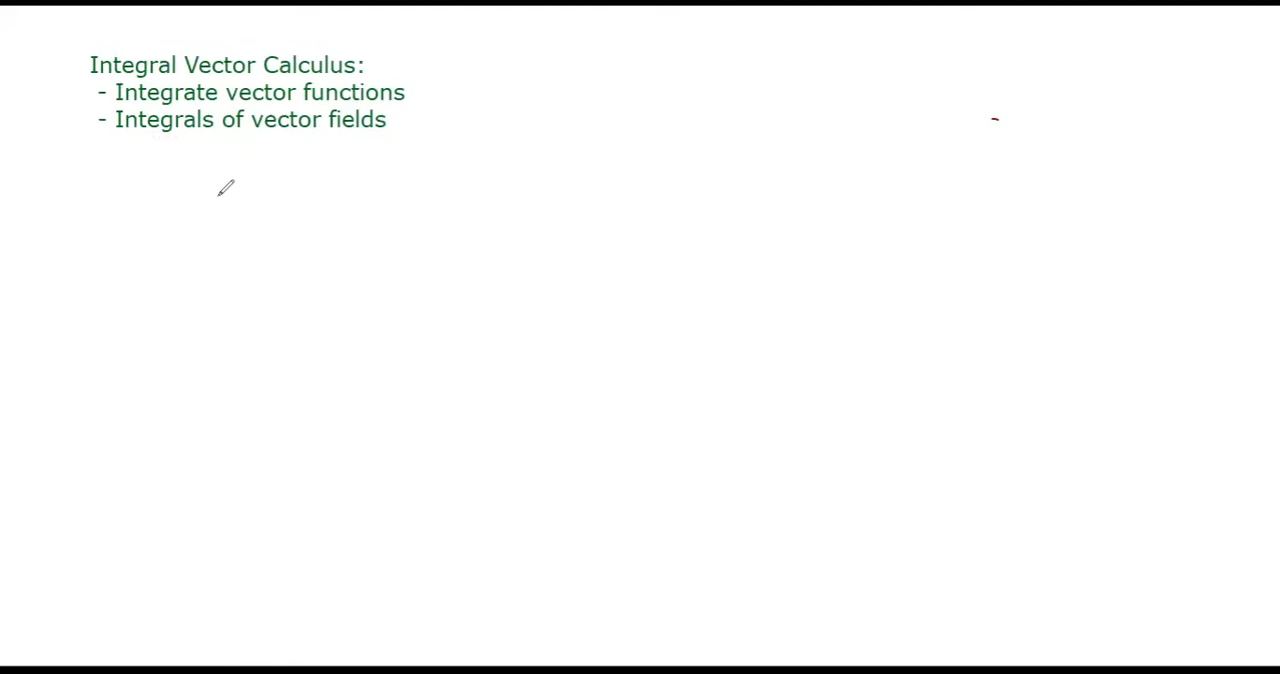 Integral Vector Calculus:
- Integrate vector functions
- Integrals of vector fields